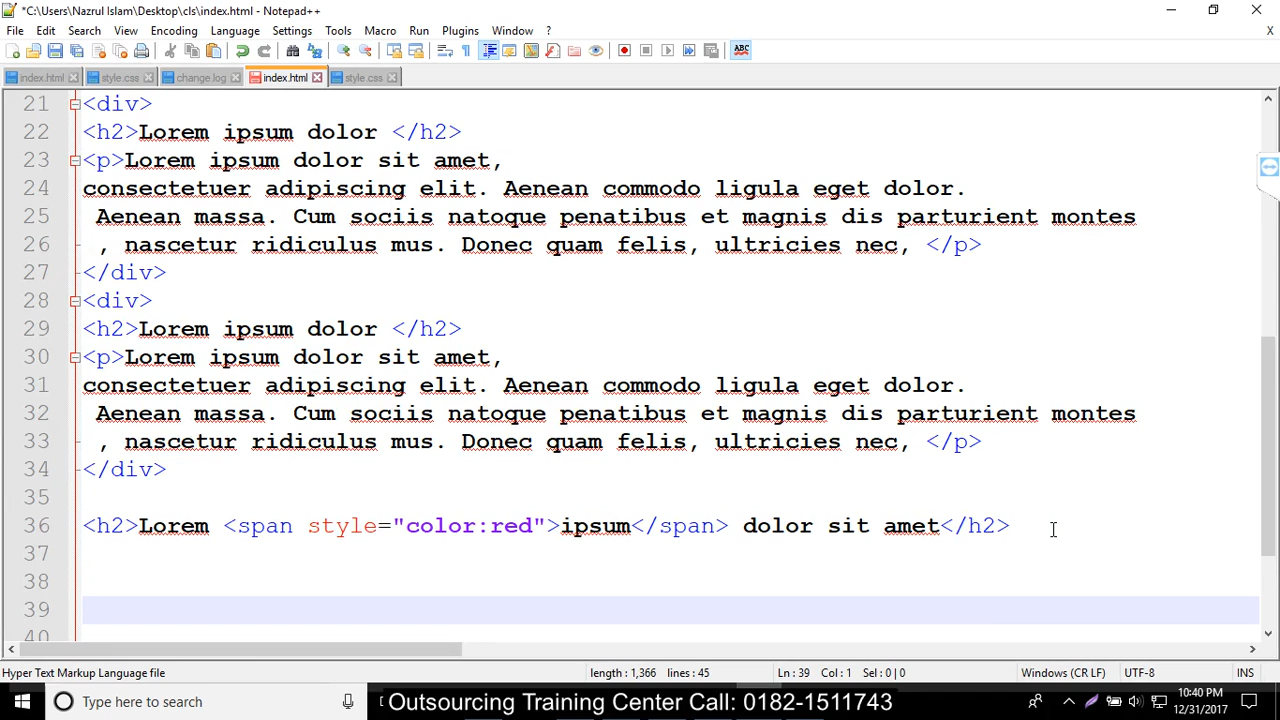 *C:\Users\Nazrul Islam\Desktop\cls\index.html - Notepad++
File Edit Search View Encoding Language Settings Tools Macro Run Plugins Window ?
X
ABC
index.html style.css change.log index.html style.css
21 <div>
22 <h2>Lorem ipsum dolor </h2>
23 <p>Lorem ipsum dolor sit amet,
24 consectetuer adipiscing elit. Aenean commodo ligula eget dolor.
25 Aenean massa. Cum sociis natoque penatibus et magnis dis parturient montes
26 , nascetur ridiculus mus. Donec quam felis, ultricies nec, </p>
27 </div>
28 <div>
29 <h2>Lorem ipsum dolor </h2>
30 <p>Lorem ipsum dolor sit amet,
31 consectetuer adipiscing elit. Aenean commodo ligula eget dolor.
32 Aenean massa. Cum sociis natoque penatibus et magnis dis parturient montes
33 , nascetur ridiculus mus. Donec quam felis, ultricies nec, </p>
34 </div>
35
36 <h2>Lorem <span style="color:red">ipsum</span> dolor sit amet</h2>
37
38
39
40
Hyper Text Markup Language file length : 1,366 lines : 45 Ln : 39 Col : 1 Sel : 0 | 0 Windows (CR LF) UTF-8 INS
Type here to search Outsourcing Training Center Call: 0182-1511743 10:40 PM
12/31/2017